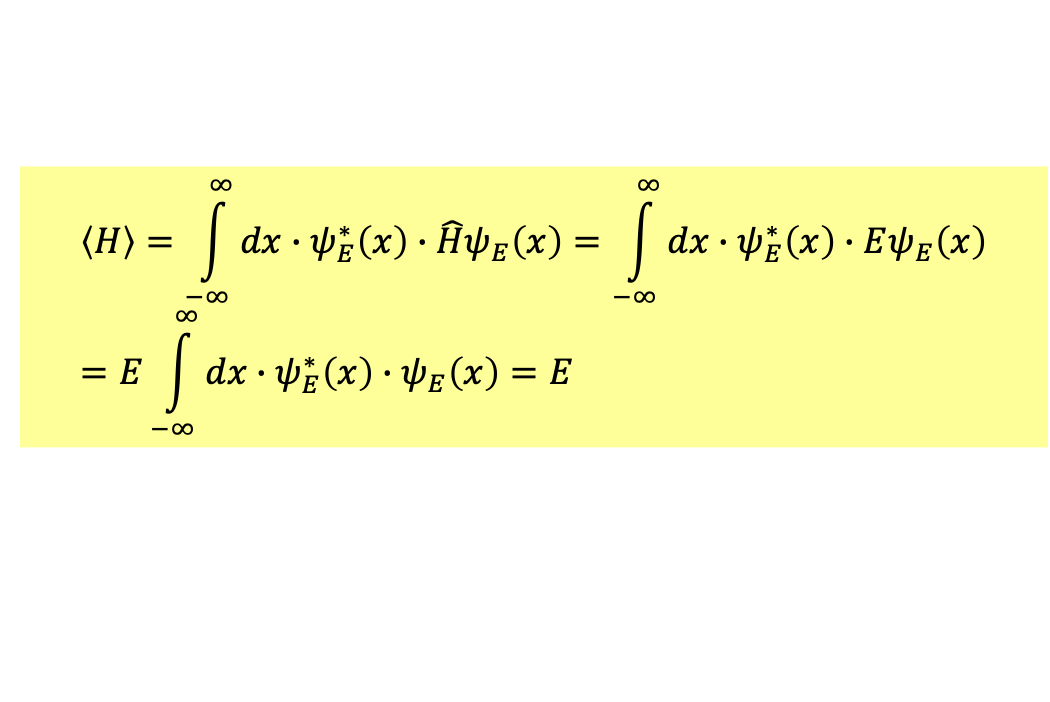 ⟨H⟩ = ∫_{−∞}^{∞} dx · ψ_E^*(x) · Ĥψ_E(x) = ∫_{−∞}^{∞} dx · ψ_E^*(x) · Eψ_E(x)
= E ∫_{−∞}^{∞} dx · ψ_E^*(x) · ψ_E(x) = E